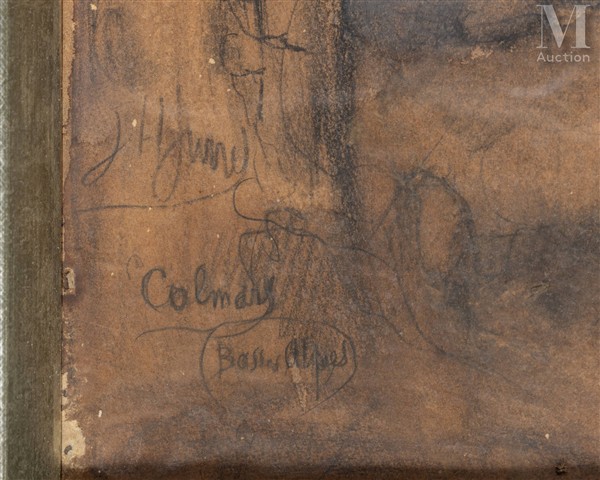 M
Auction
Colmars
Basses Alpes